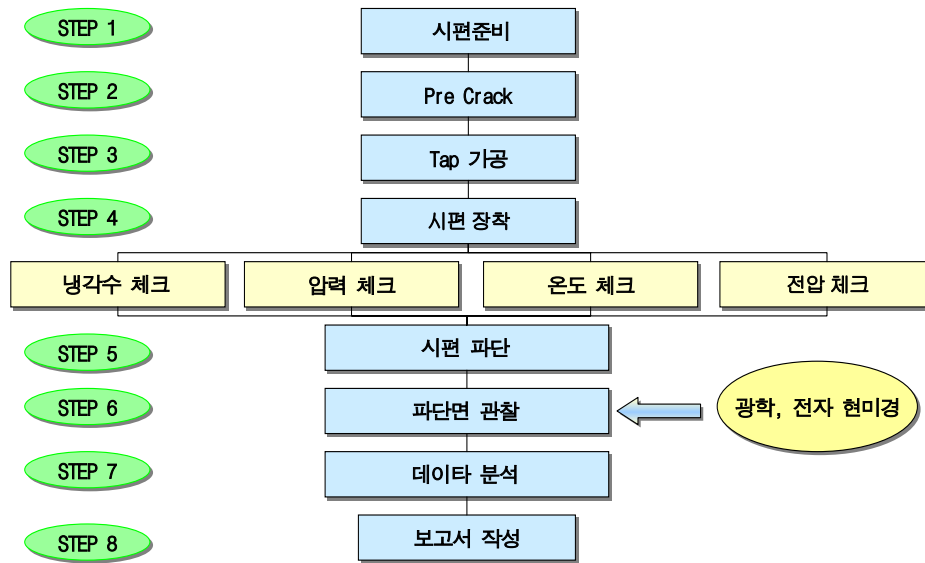 STEP 1
시편준비
STEP 2
Pre Crack
STEP 3
Tap 가공
STEP 4
시편 장착
냉각수 체크
압력 체크
온도 체크
전압 체크
STEP 5
시편 파단
STEP 6
파단면 관찰
광학, 전자 현미경
STEP 7
데이타 분석
STEP 8
보고서 작성